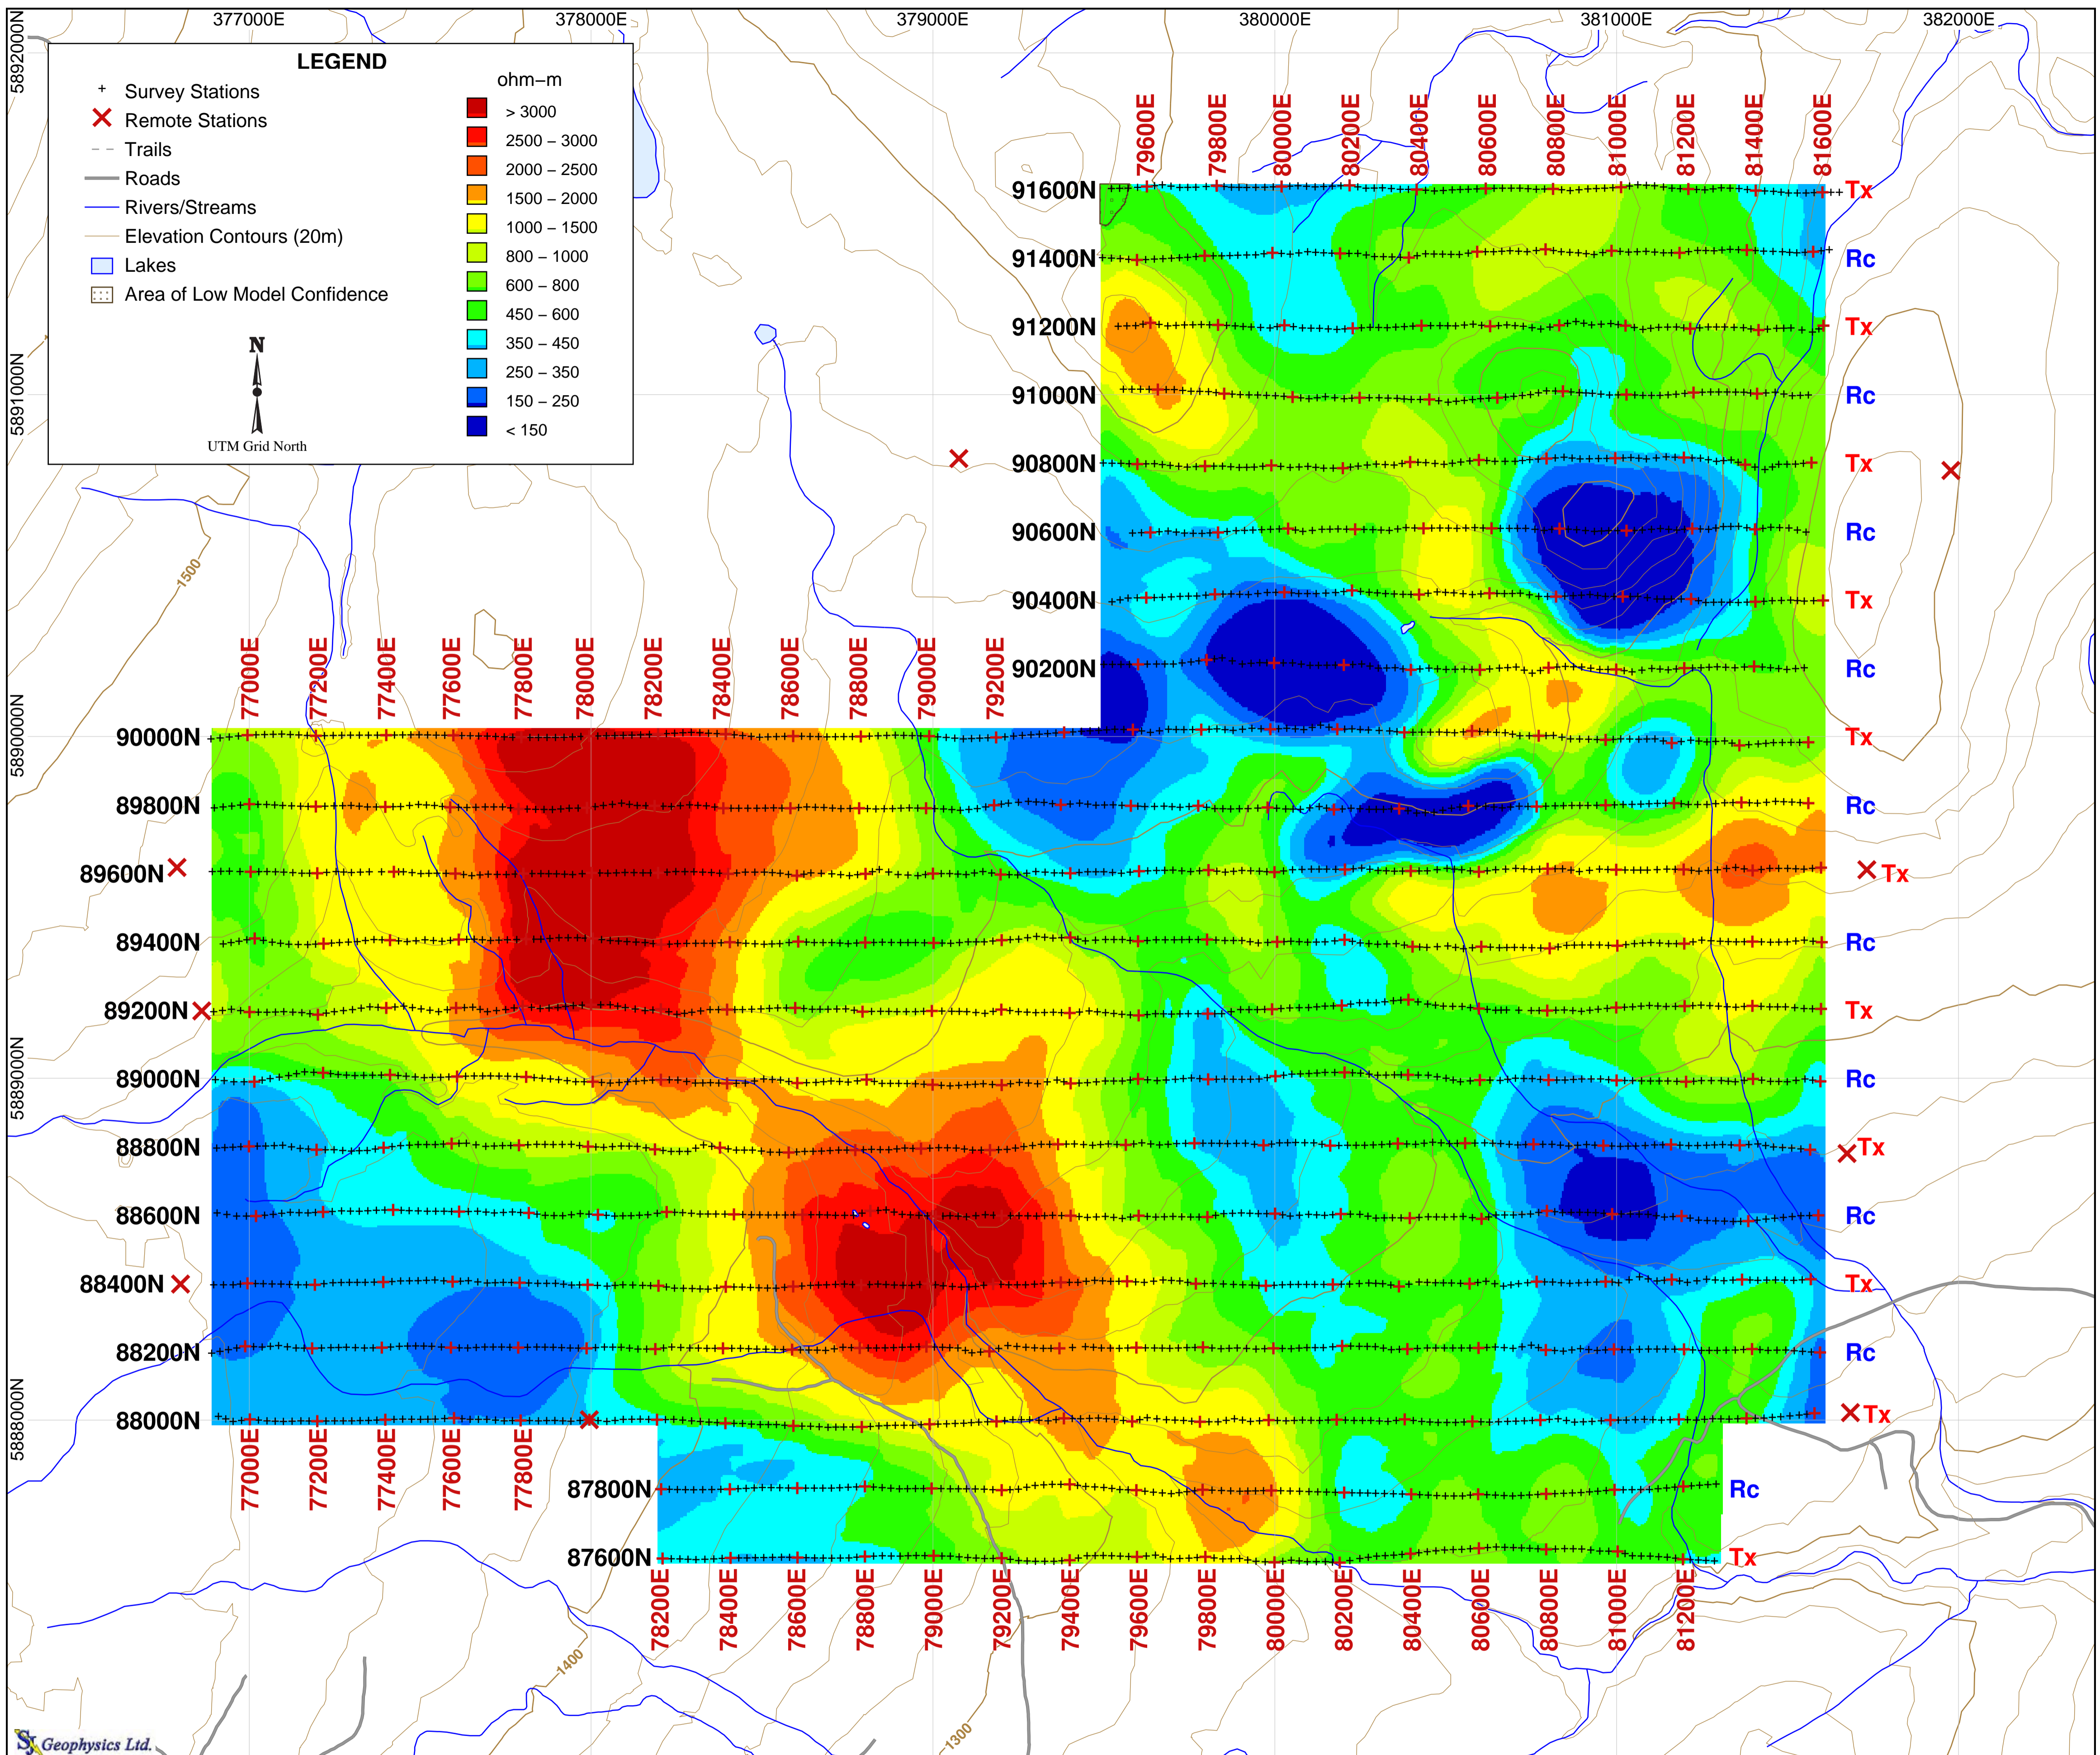 377000E 378000E 379000E 380000E 381000E 382000E
5892000N
5891000N
5890000N
5889000N
5888000N
LEGEND
Survey Stations
Remote Stations
Trails
Roads
Rivers/Streams
Elevation Contours (20m)
Lakes
Area of Low Model Confidence
ohm-m
> 3000
2500 - 3000
2000 - 2500
1500 - 2000
1000 - 1500
800 - 1000
600 - 800
450 - 600
350 - 450
250 - 350
150 - 250
< 150
N
UTM Grid North
79600E 79800E 80000E 80200E 80400E 80600E 80800E 81000E 81200E 81400E 81600E
91600N Tx
91400N Rc
91200N Tx
91000N Rc
90800N Tx
90600N Rc
1500
90400N Tx
90200N Rc
77000E 77200E 77400E 77600E 77800E 78000E 78200E 78400E 78600E 78800E 79000E 79200E
90000N Tx
89800N Rc
89600N Tx
89400N Rc
89200N Tx
89000N Rc
88800N Tx
88600N Rc
88400N Tx
88200N Rc
88000N Tx
77000E 77200E 77400E 77600E 77800E
87800N Rc
87600N Tx
78200E 78400E 78600E 78800E 79000E 79200E 79400E 79600E 79800E 80000E 80200E 80400E 80600E 80800E 81000E 81200E
1400
1300
SJ Geophysics Ltd.